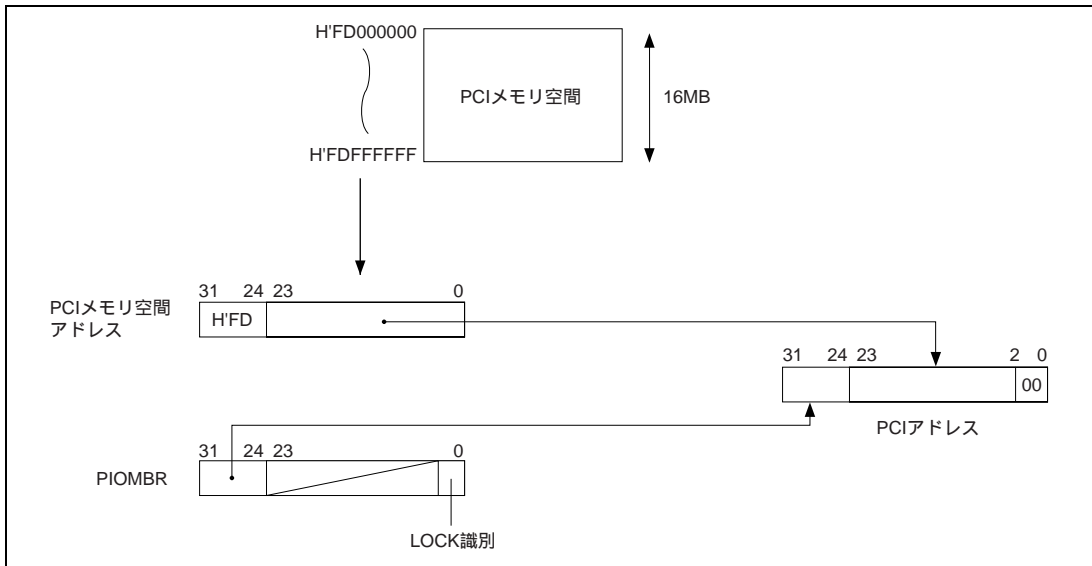 H'FD000000
PCIメモリ空間
16MB
H'FDFFFFFF
31 24 23 0
PCIメモリ空間
アドレス
H'FD
31 24 23 2 0
00
PCIアドレス
31 24 23 0
PIOMBR
LOCK識別